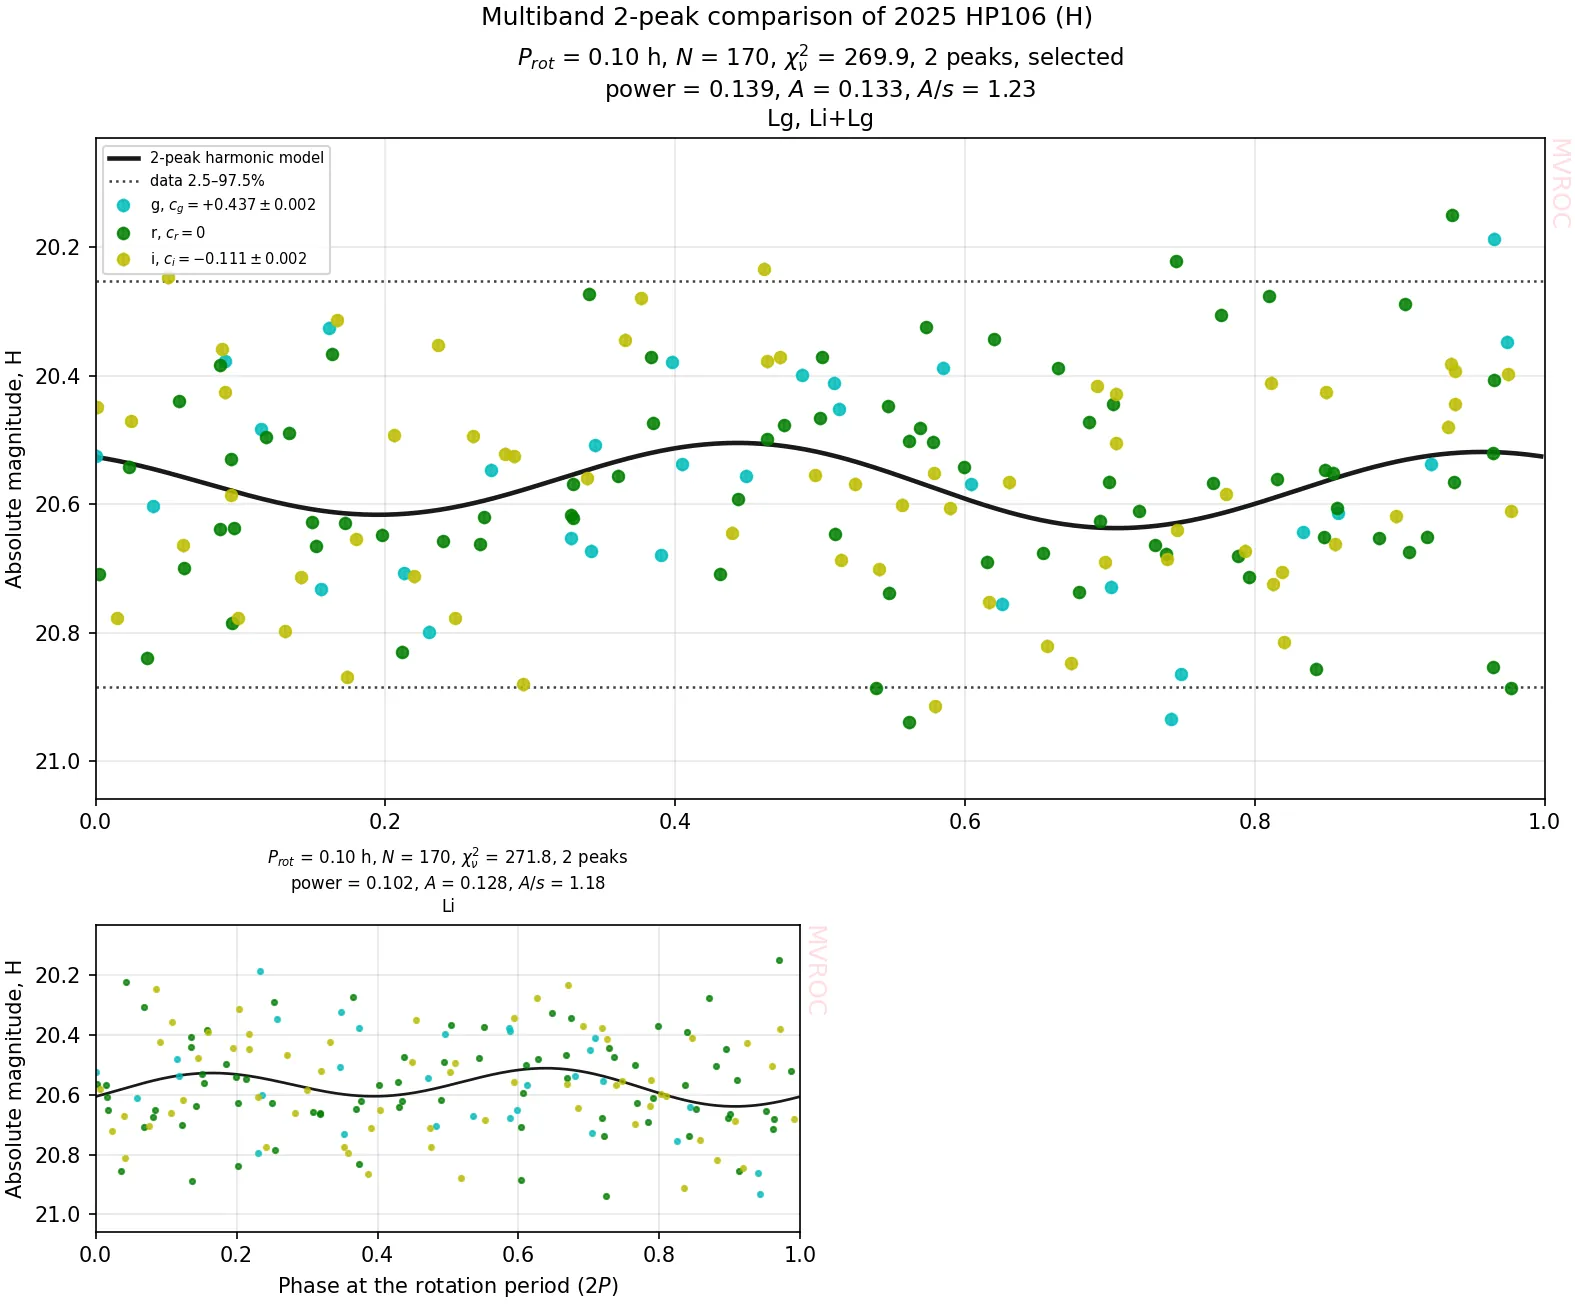 Multiband 2-peak comparison of 2025 HP106 (H)
P_rot = 0.10 h, N = 170, χ²_ν = 269.9, 2 peaks, selected
power = 0.139, A = 0.133, A/s = 1.23
Lg, Li+Lg
2-peak harmonic model
data 2.5–97.5%
g, c_g = +0.437 ± 0.002
r, c_r = 0
i, c_i = −0.111 ± 0.002
MVROC
Absolute magnitude, H
20.2
20.4
20.6
20.8
21.0
0.0 0.2 0.4 0.6 0.8 1.0
P_rot = 0.10 h, N = 170, χ²_ν = 271.8, 2 peaks
power = 0.102, A = 0.128, A/s = 1.18
Li
MVROC
Absolute magnitude, H
20.2
20.4
20.6
20.8
21.0
0.0 0.2 0.4 0.6 0.8 1.0
Phase at the rotation period (2P)